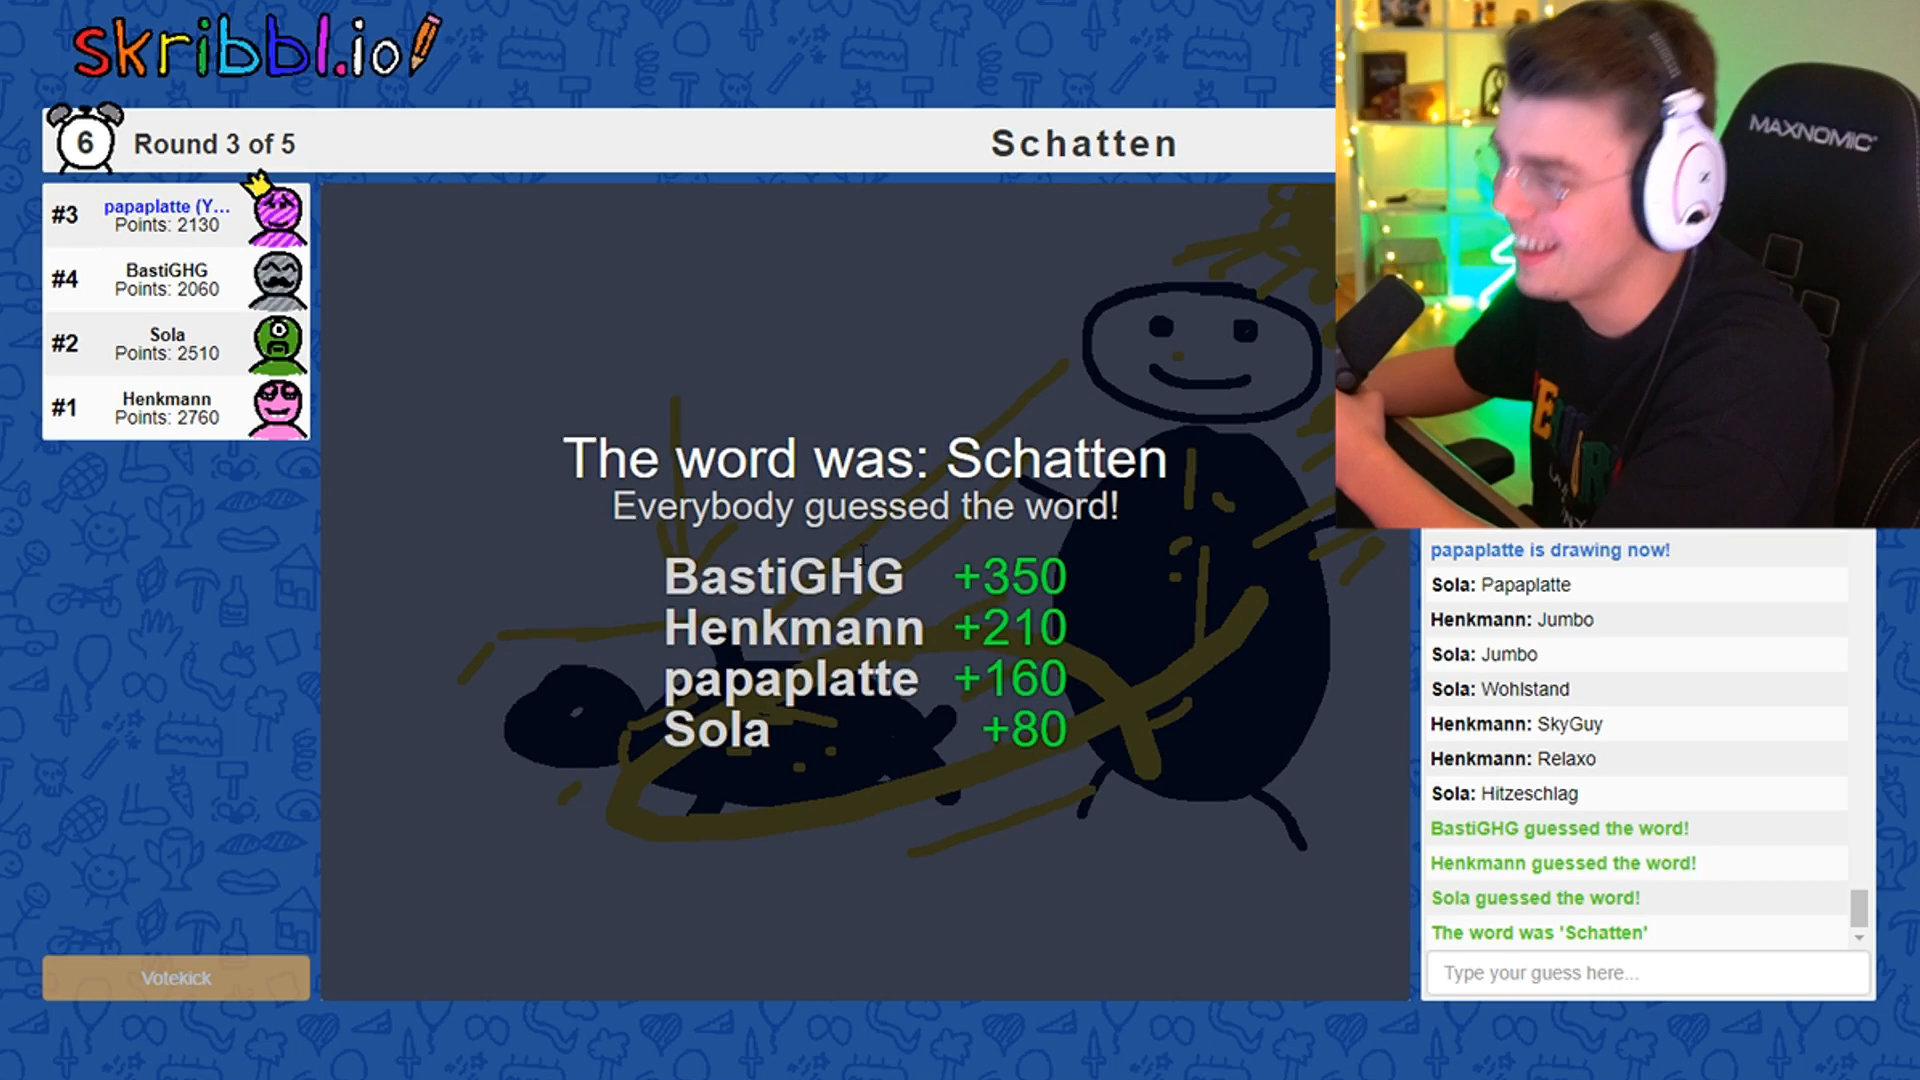 skribbl.io
6
Round 3 of 5
Schatten
MAXNOMIC
#3
papaplatte (Y...
Points: 2130
#4
BastiGHG
Points: 2060
#2
Sola
Points: 2510
#1
Henkmann
Points: 2760
The word was: Schatten
Everybody guessed the word!
BastiGHG +350
Henkmann +210
papaplatte +160
Sola +80
papaplatte is drawing now!
Sola: Papaplatte
Henkmann: Jumbo
Sola: Jumbo
Sola: Wohlstand
Henkmann: SkyGuy
Henkmann: Relaxo
Sola: Hitzeschlag
BastiGHG guessed the word!
Henkmann guessed the word!
Sola guessed the word!
The word was 'Schatten'
Type your guess here...
Votekick